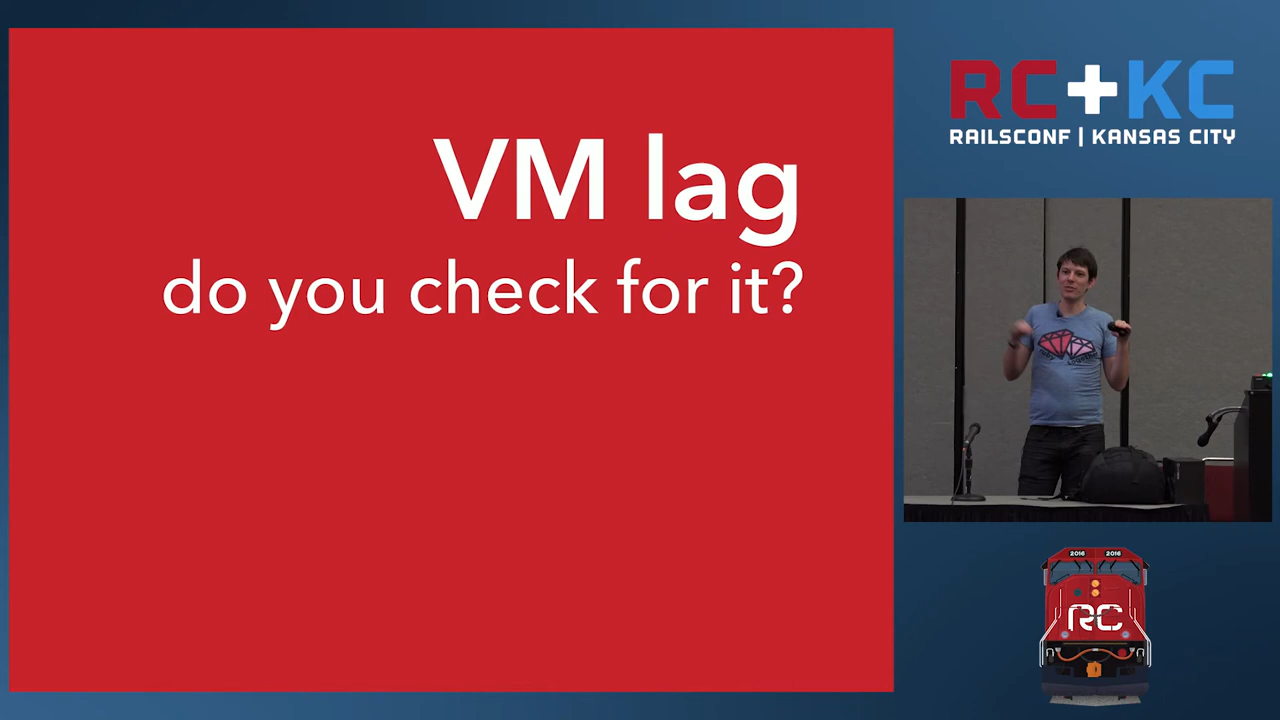 VM lag
do you check for it?
RC+KC
RAILSCONF | KANSAS CITY
2016 2016
RC